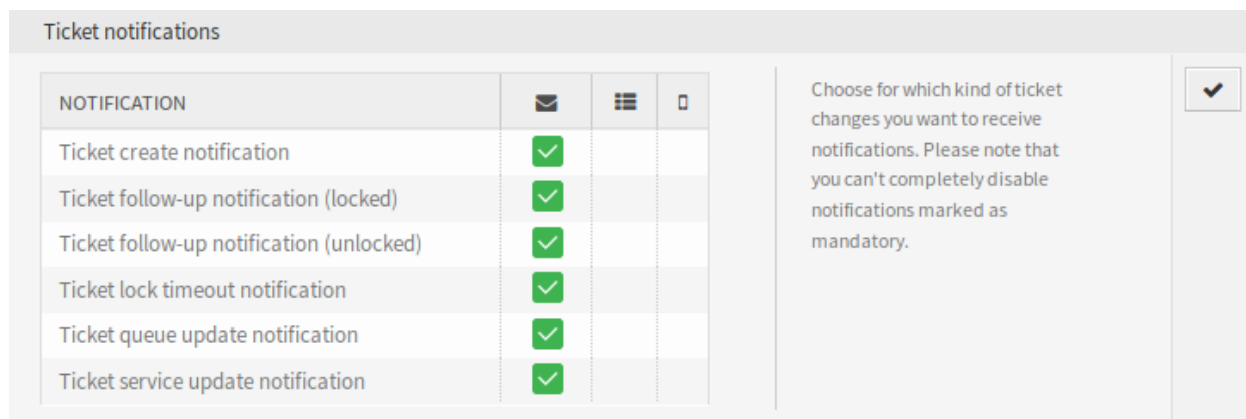 Ticket notifications
NOTIFICATION
Ticket create notification
Ticket follow-up notification (locked)
Ticket follow-up notification (unlocked)
Ticket lock timeout notification
Ticket queue update notification
Ticket service update notification
Choose for which kind of ticket
changes you want to receive
notifications. Please note that
you can't completely disable
notifications marked as
mandatory.